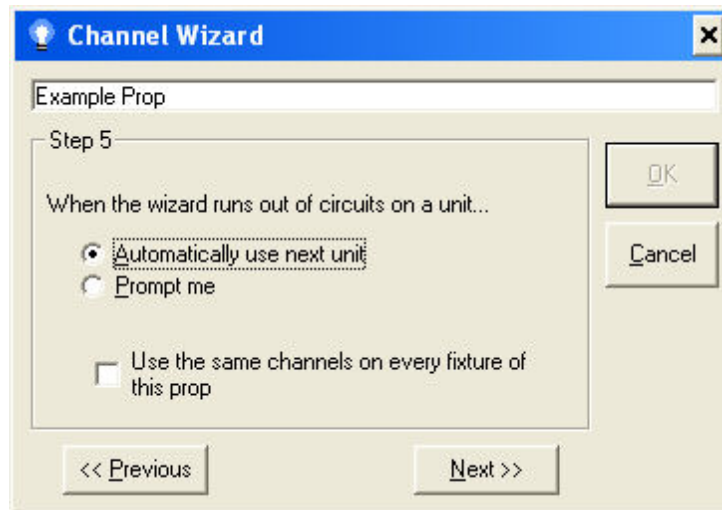 Channel Wizard
Example Prop
Step 5
When the wizard runs out of circuits on a unit...
Automatically use next unit
Prompt me
Use the same channels on every fixture of
this prop
OK
Cancel
<< Previous
Next >>